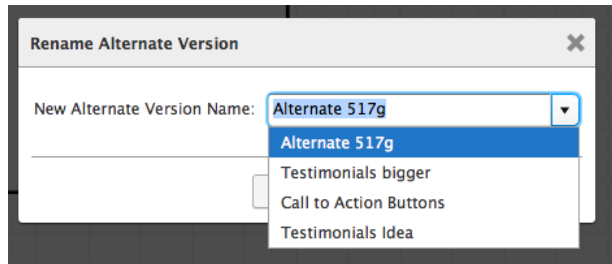 Rename Alternate Version
New Alternate Version Name: Alternate 517g
Alternate 517g
Testimonials bigger
Call to Action Buttons
Testimonials Idea